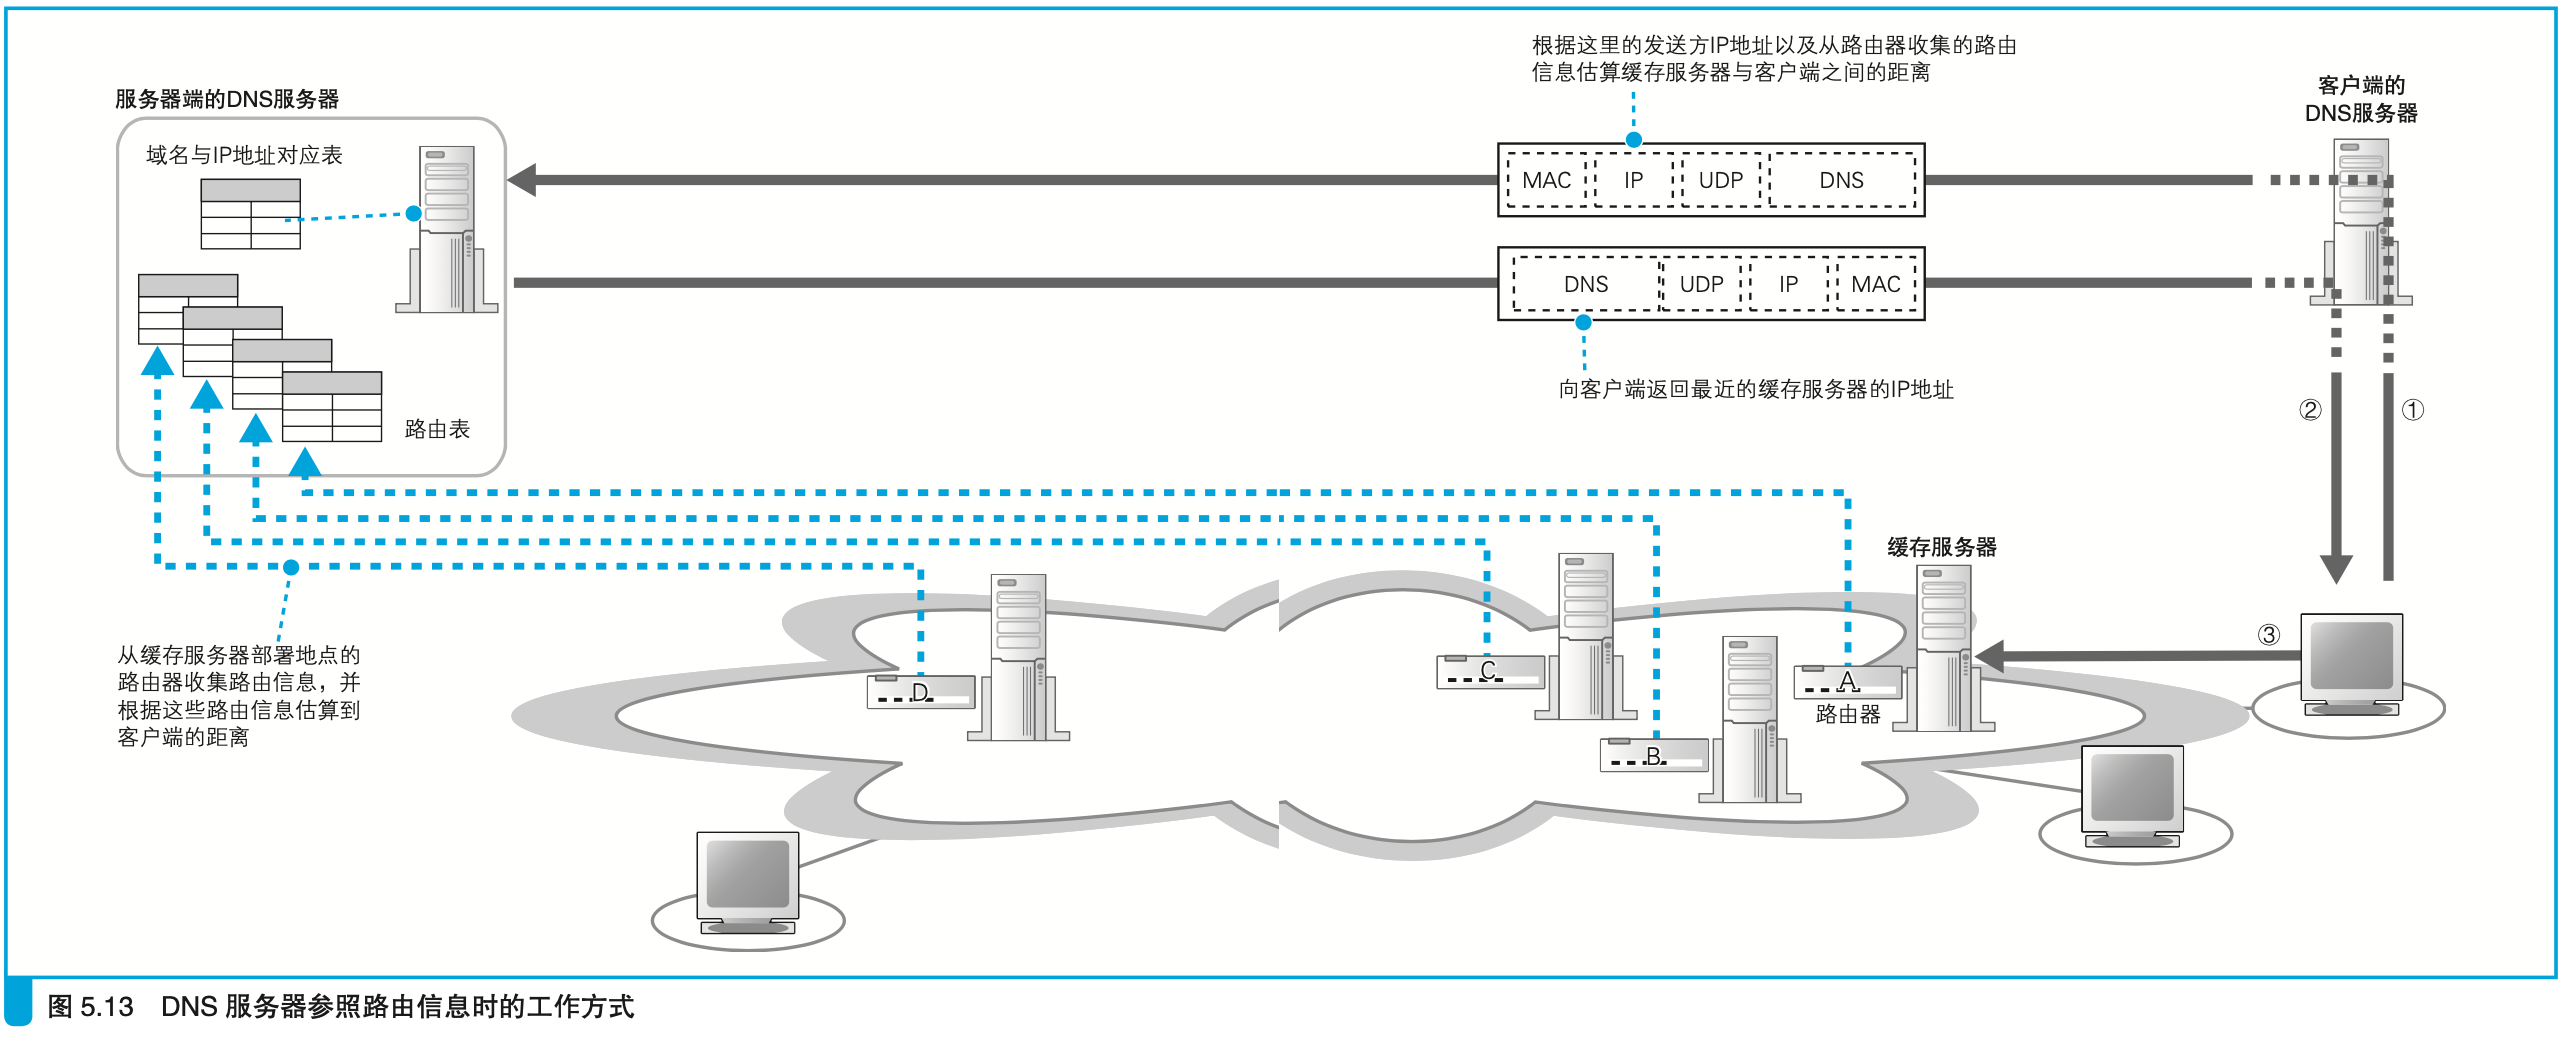 根据这里的发送方IP地址以及从路由器收集的路由
信息估算缓存服务器与客户端之间的距离
客户端的
DNS服务器
服务器端的DNS服务器
域名与IP地址对应表
MAC IP UDP DNS
DNS UDP IP MAC
向客户端返回最近的缓存服务器的IP地址
路由表
② ①
缓存服务器
③
从缓存服务器部署地点的
路由器收集路由信息，并
根据这些路由信息估算到
客户端的距离
D
C
B
A
路由器
图 5.13 DNS 服务器参照路由信息时的工作方式